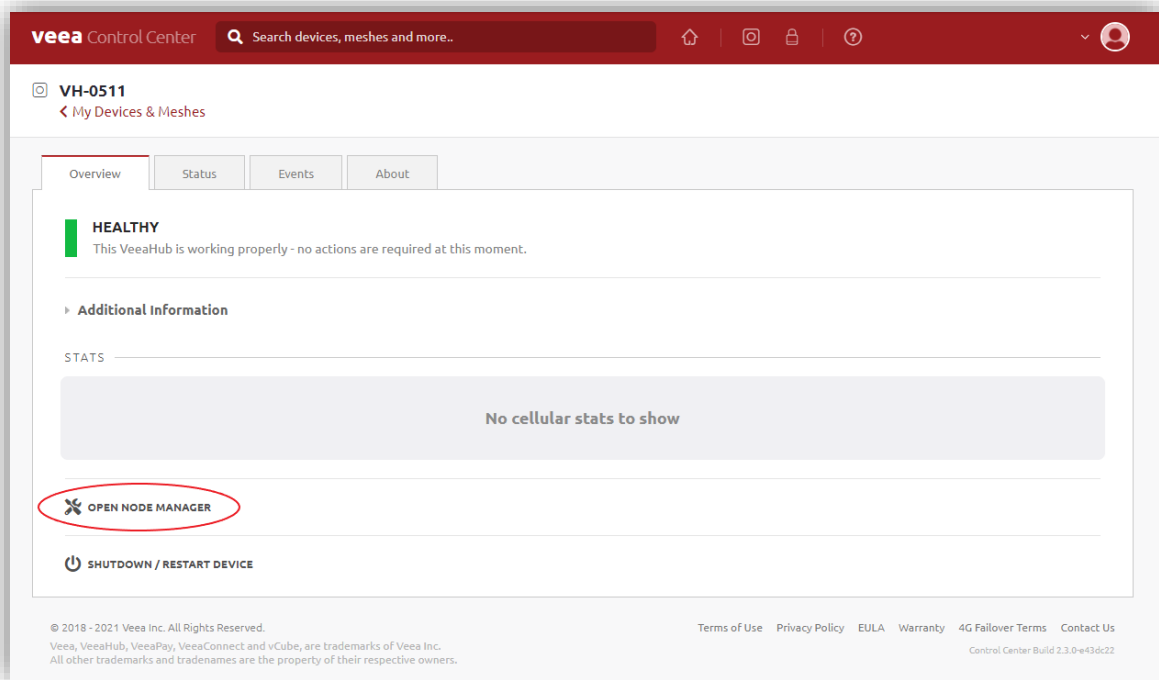 veea Control Center
Search devices, meshes and more..
VH-0511
My Devices & Meshes
Overview
Status
Events
About
HEALTHY
This VeeaHub is working properly - no actions are required at this moment.
Additional Information
STATS
No cellular stats to show
OPEN NODE MANAGER
SHUTDOWN / RESTART DEVICE
© 2018 - 2021 Veea Inc. All Rights Reserved.
Veea, VeeaHub, VeeaPay, VeeaConnect and vCube, are trademarks of Veea Inc.
All other trademarks and tradenames are the property of their respective owners.
Terms of Use Privacy Policy EULA Warranty 4G Failover Terms Contact Us
Control Center Build 2.3.0-e43dc22